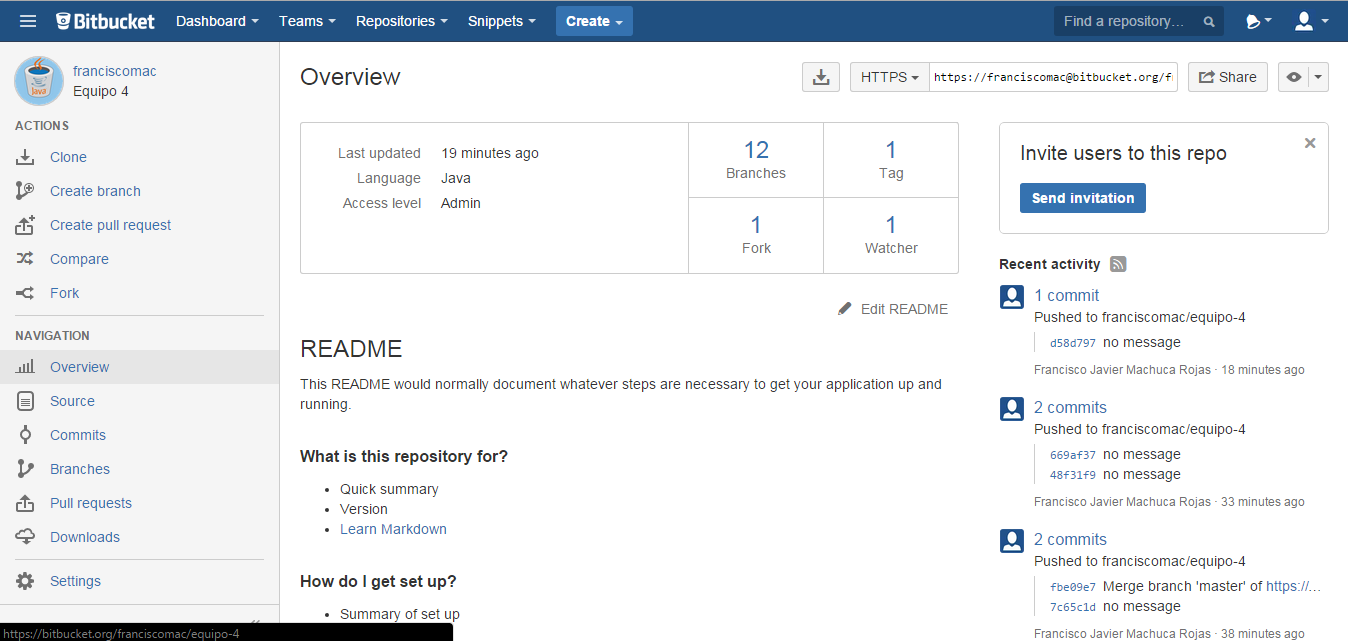 Bitbucket Dashboard Teams Repositories Snippets Create Find a repository...
franciscomac
Equipo 4
ACTIONS
Clone
Create branch
Create pull request
Compare
Fork
NAVIGATION
Overview
Source
Commits
Branches
Pull requests
Downloads
Settings
https://bitbucket.org/franciscomac/equipo-4
Overview
HTTPS https://franciscomac@bitbucket.org/f Share
Last updated 19 minutes ago
Language Java
Access level Admin
12
Branches
1
Tag
1
Fork
1
Watcher
Edit README
README
This README would normally document whatever steps are necessary to get your application up and
running.
What is this repository for?
• Quick summary
• Version
• Learn Markdown
How do I get set up?
• Summary of set up
Invite users to this repo
Send invitation
Recent activity
1 commit
Pushed to franciscomac/equipo-4
d58d797 no message
Francisco Javier Machuca Rojas · 18 minutes ago
2 commits
Pushed to franciscomac/equipo-4
669af37 no message
48f31f9 no message
Francisco Javier Machuca Rojas · 33 minutes ago
2 commits
Pushed to franciscomac/equipo-4
fbe09e7 Merge branch 'master' of https://...
7c65c1d no message
Francisco Javier Machuca Rojas · 38 minutes ago